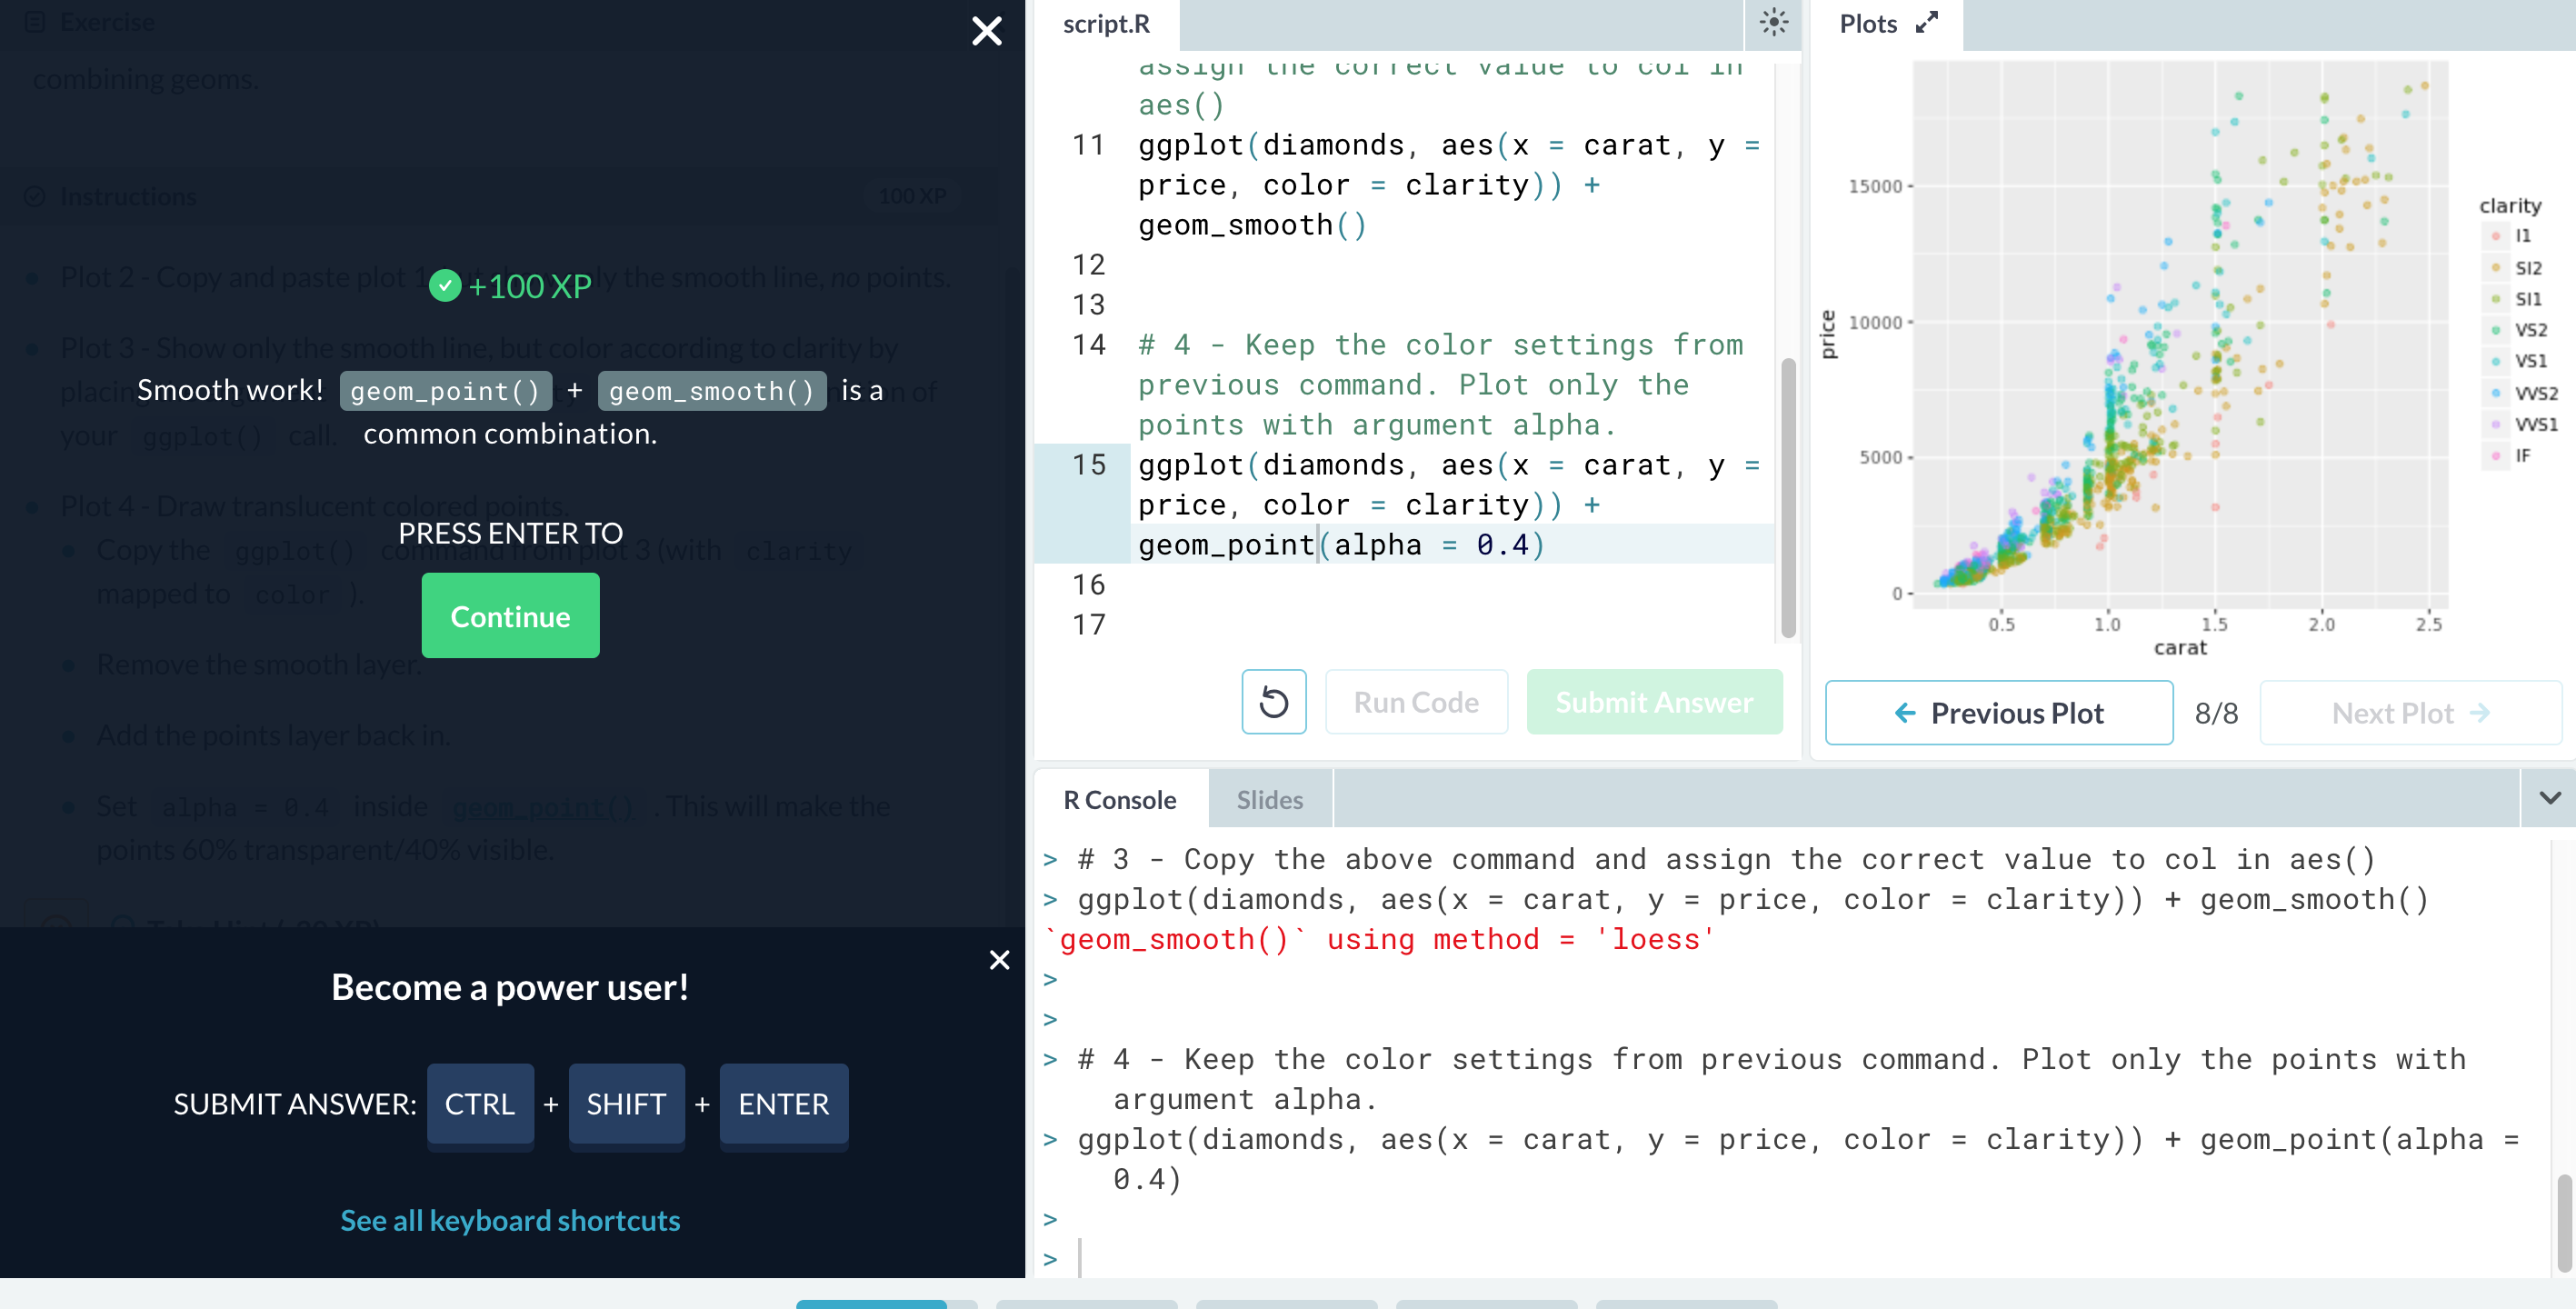 Exercise
combining geoms.
Instructions
100 XP
Plot 2 - Copy and paste plot 1, but show only the smooth line, no points.
Plot 3 - Show only the smooth line, but color according to clarity by
your ggplot() call.
Plot 4 - Draw translucent colored points.
Copy the ggplot() command from plot 3 (with clarity
mapped to color ).
Remove the smooth layer.
Add the points layer back in.
Set alpha = 0.4 inside geom_point() . This will make the
points 60% transparent/40% visible.
+100 XP
Smooth work! geom_point() + geom_smooth() is a
common combination.
PRESS ENTER TO
Continue
Become a power user!
SUBMIT ANSWER: CTRL + SHIFT + ENTER
See all keyboard shortcuts
script.R
assign the correct value to col in
aes()
11 ggplot(diamonds, aes(x = carat, y =
price, color = clarity)) +
geom_smooth()
12
13
14 # 4 - Keep the color settings from
previous command. Plot only the
points with argument alpha.
15 ggplot(diamonds, aes(x = carat, y =
price, color = clarity)) +
geom_point(alpha = 0.4)
16
17
Run Code
Submit Answer
Plots
15000
10000
5000
0
price
0.5 1.0 1.5 2.0 2.5
carat
clarity
I1
SI2
SI1
VS2
VS1
VVS2
VVS1
IF
← Previous Plot
8/8
Next Plot →
R Console
Slides
> # 3 - Copy the above command and assign the correct value to col in aes()
> ggplot(diamonds, aes(x = carat, y = price, color = clarity)) + geom_smooth()
`geom_smooth()` using method = 'loess'
>
>
> # 4 - Keep the color settings from previous command. Plot only the points with
argument alpha.
> ggplot(diamonds, aes(x = carat, y = price, color = clarity)) + geom_point(alpha =
0.4)
>
>